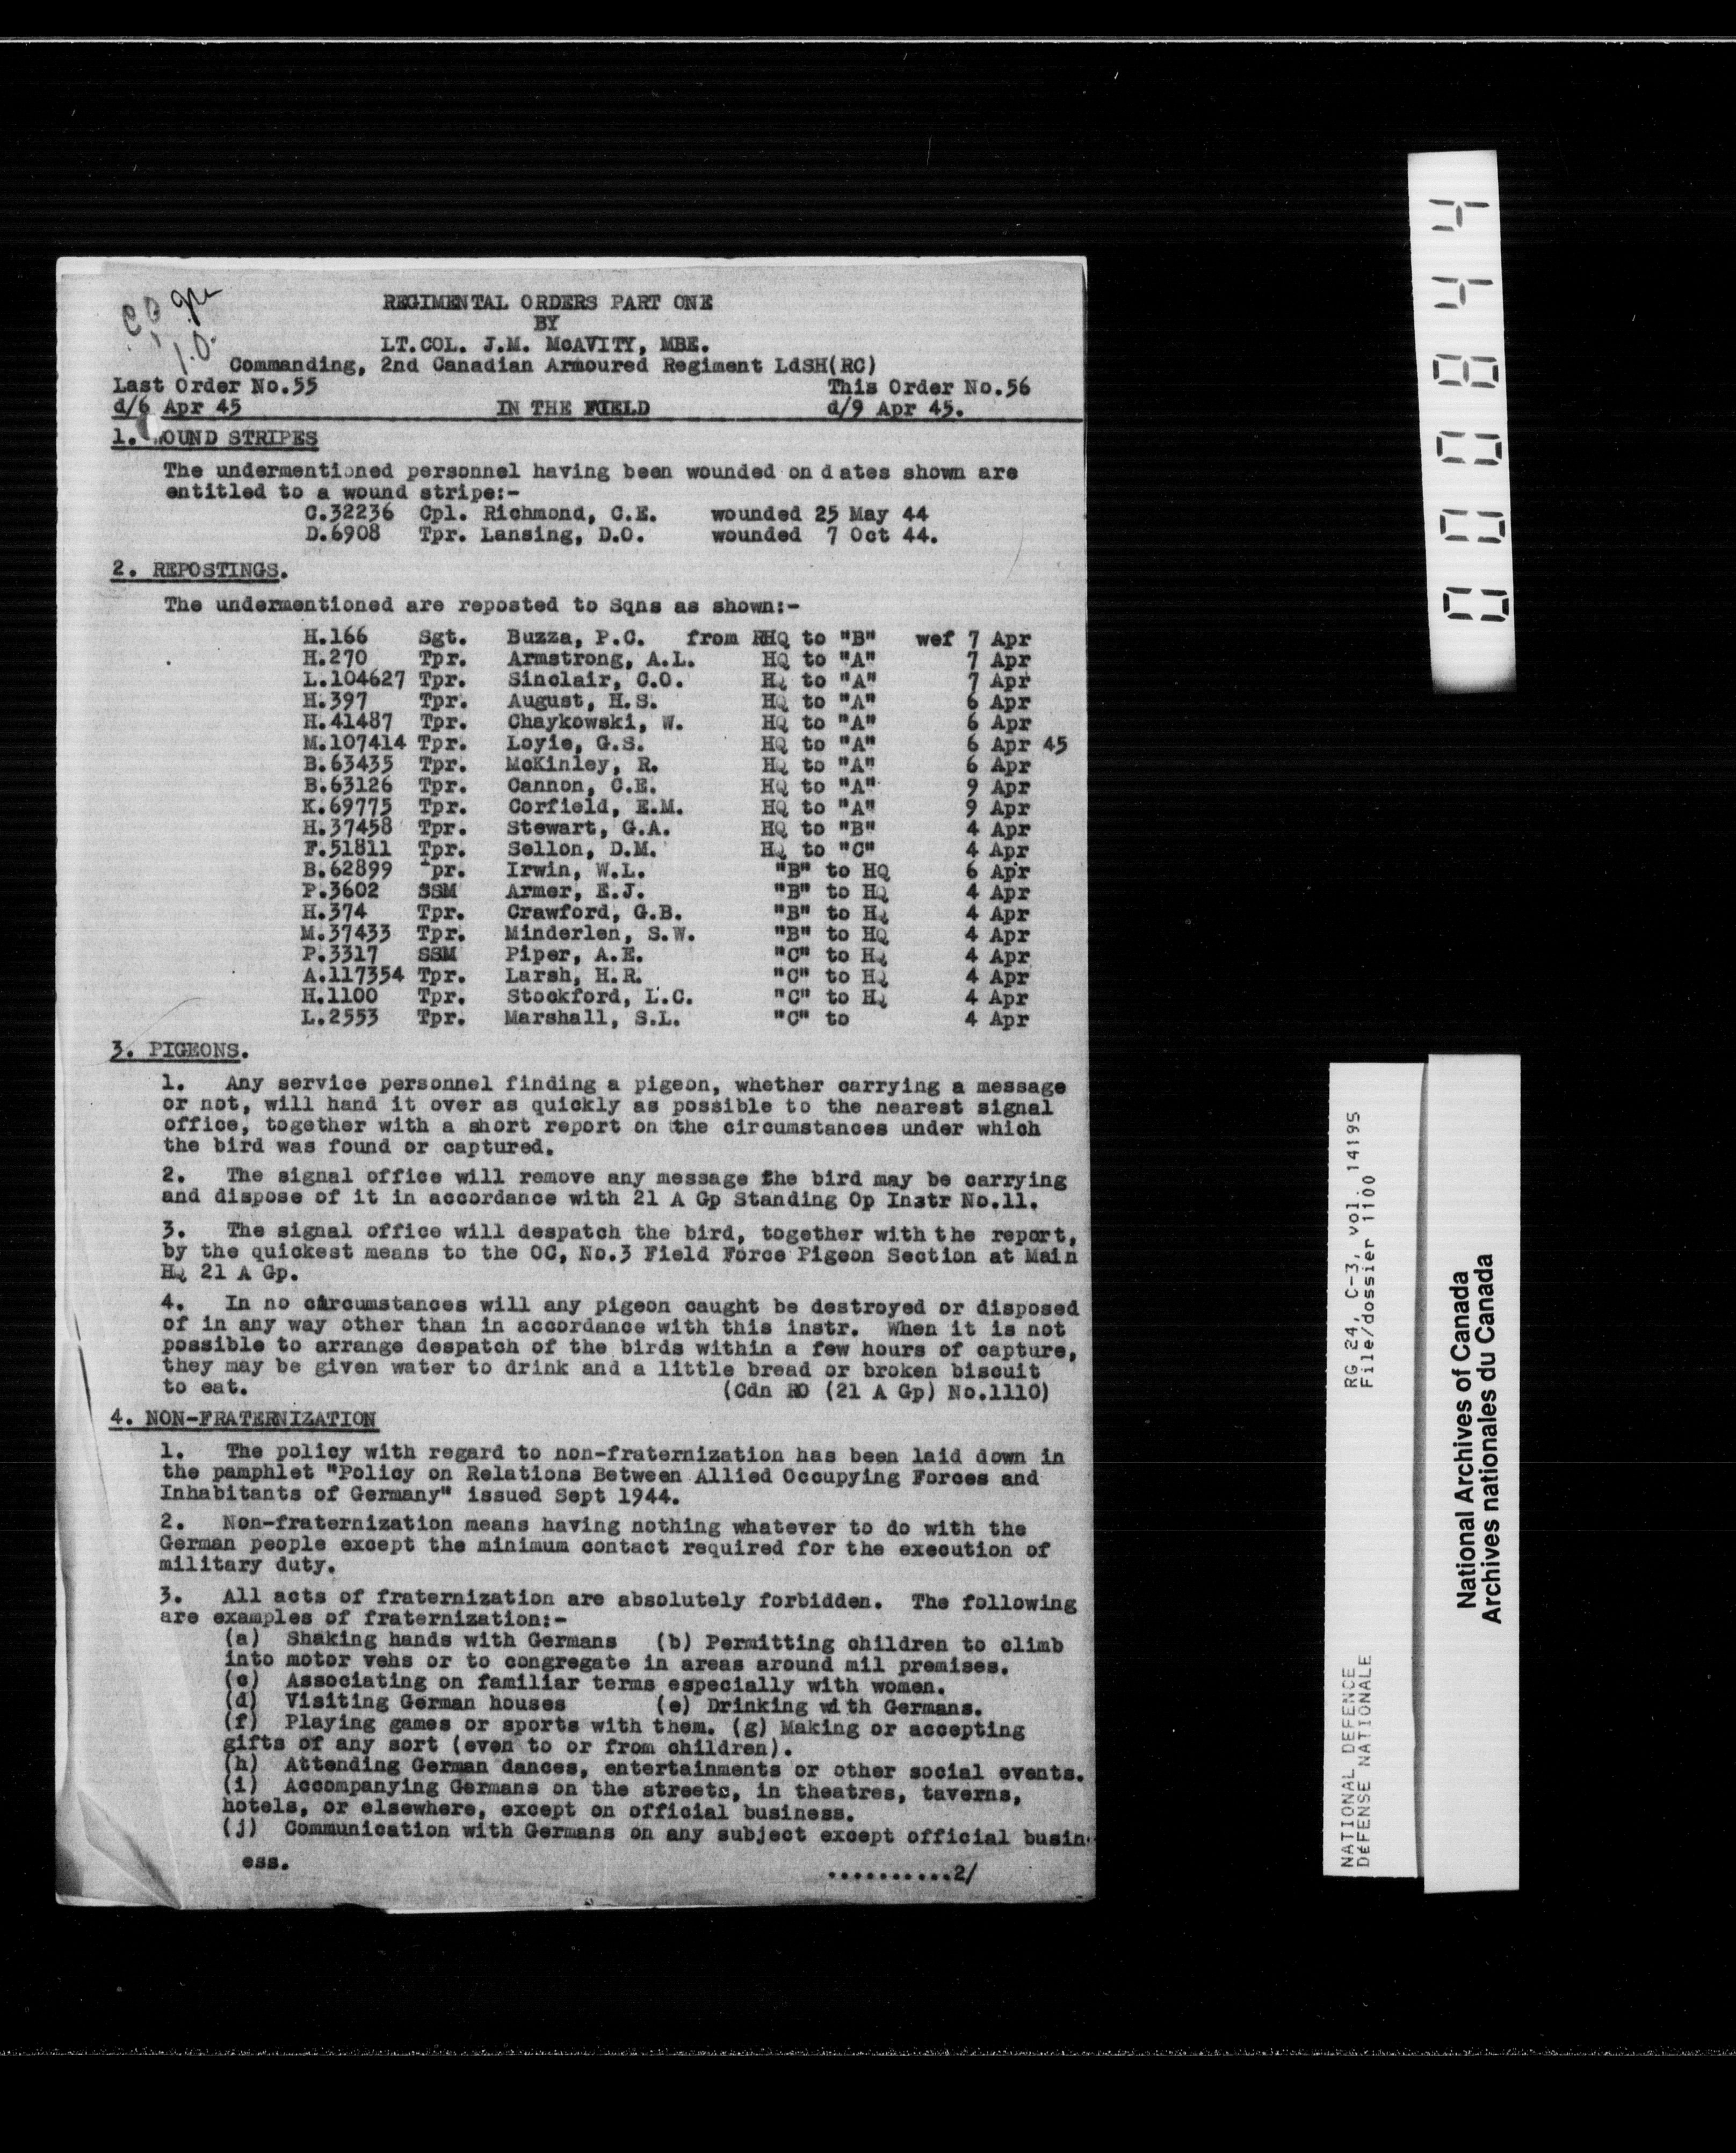 REGIMENTAL ORDERS PART ONE
BY
LT.COL. J.M. McAVITY, MBE.
Commanding, 2nd Canadian Armoured Regiment LdSH(RC)
Last Order No.55 This Order No.56
d/6 Apr 45 IN THE FIELD d/9 Apr 45.
1. WOUND STRIPES
The undermentioned personnel having been wounded on dates shown are
entitled to a wound stripe:-
C.32236 Cpl. Richmond, C.E. wounded 25 May 44
D.6908 Tpr. Lansing, D.O. wounded 7 Oct 44.
2. REPOSTINGS.
The undermentioned are reposted to Sqns as shown:-
H.166 Sgt. Buzza, P.C. from RHQ to "B" wef 7 Apr
H.270 Tpr. Armstrong, A.L. HQ to "A" 7 Apr
L.104627 Tpr. Sinclair, C.O. HQ to "A" 7 Apr
H.397 Tpr. August, H.S. HQ to "A" 6 Apr
H.41487 Tpr. Chaykowski, W. HQ to "A" 6 Apr
M.107414 Tpr. Loyie, G.S. HQ to "A" 6 Apr 45
B.63435 Tpr. McKinley, R. HQ to "A" 6 Apr
B.63126 Tpr. Cannon, C.E. HQ to "A" 9 Apr
K.69775 Tpr. Corfield, E.M. HQ to "A" 9 Apr
H.37458 Tpr. Stewart, G.A. HQ to "B" 4 Apr
F.51811 Tpr. Sellon, D.M. HQ to "C" 4 Apr
B.62899 Tpr. Irwin, W.L. "B" to HQ 6 Apr
P.3602 SSM Armer, E.J. "B" to HQ 4 Apr
H.374 Tpr. Crawford, G.B. "B" to HQ 4 Apr
M.37433 Tpr. Minderlen, S.W. "B" to HQ 4 Apr
P.3317 SSM Piper, A.E. "C" to HQ 4 Apr
A.117354 Tpr. Larsh, H.R. "C" to HQ 4 Apr
H.1100 Tpr. Stockford, L.C. "C" to HQ 4 Apr
L.2553 Tpr. Marshall, S.L. "C" to 4 Apr
3. PIGEONS.
1. Any service personnel finding a pigeon, whether carrying a message
or not, will hand it over as quickly as possible to the nearest signal
office, together with a short report on the circumstances under which
the bird was found or captured.
2. The signal office will remove any message the bird may be carrying
and dispose of it in accordance with 21 A Gp Standing Op Instr No.11.
3. The signal office will despatch the bird, together with the report,
by the quickest means to the OC, No.3 Field Force Pigeon Section at Main
HQ 21 A Gp.
4. In no circumstances will any pigeon caught be destroyed or disposed
of in any way other than in accordance with this instr. When it is not
possible to arrange despatch of the birds within a few hours of capture,
they may be given water to drink and a little bread or broken biscuit
to eat. (Cdn RO (21 A Gp) No.1110)
4. NON-FRATERNIZATION
1. The policy with regard to non-fraternization has been laid down in
the pamphlet "Policy on Relations Between Allied Occupying Forces and
Inhabitants of Germany" issued Sept 1944.
2. Non-fraternization means having nothing whatever to do with the
German people except the minimum contact required for the execution of
military duty.
3. All acts of fraternization are absolutely forbidden. The following
are examples of fraternization:-
(a) Shaking hands with Germans (b) Permitting children to climb
into motor vehs or to congregate in areas around mil premises.
(c) Associating on familiar terms especially with women.
(d) Visiting German houses (e) Drinking with Germans.
(f) Playing games or sports with them. (g) Making or accepting
gifts of any sort (even to or from children).
(h) Attending German dances, entertainments or other social events.
(i) Accompanying Germans on the streets, in theatres, taverns,
hotels, or elsewhere, except on official business.
(j) Communication with Germans on any subject except official busin-
ess.
..........2/
000844
RG 24, C-3, vol. 14195
File/dossier 1100
NATIONAL DEFENCE
DÉFENSE NATIONALE
National Archives of Canada
Archives nationales du Canada